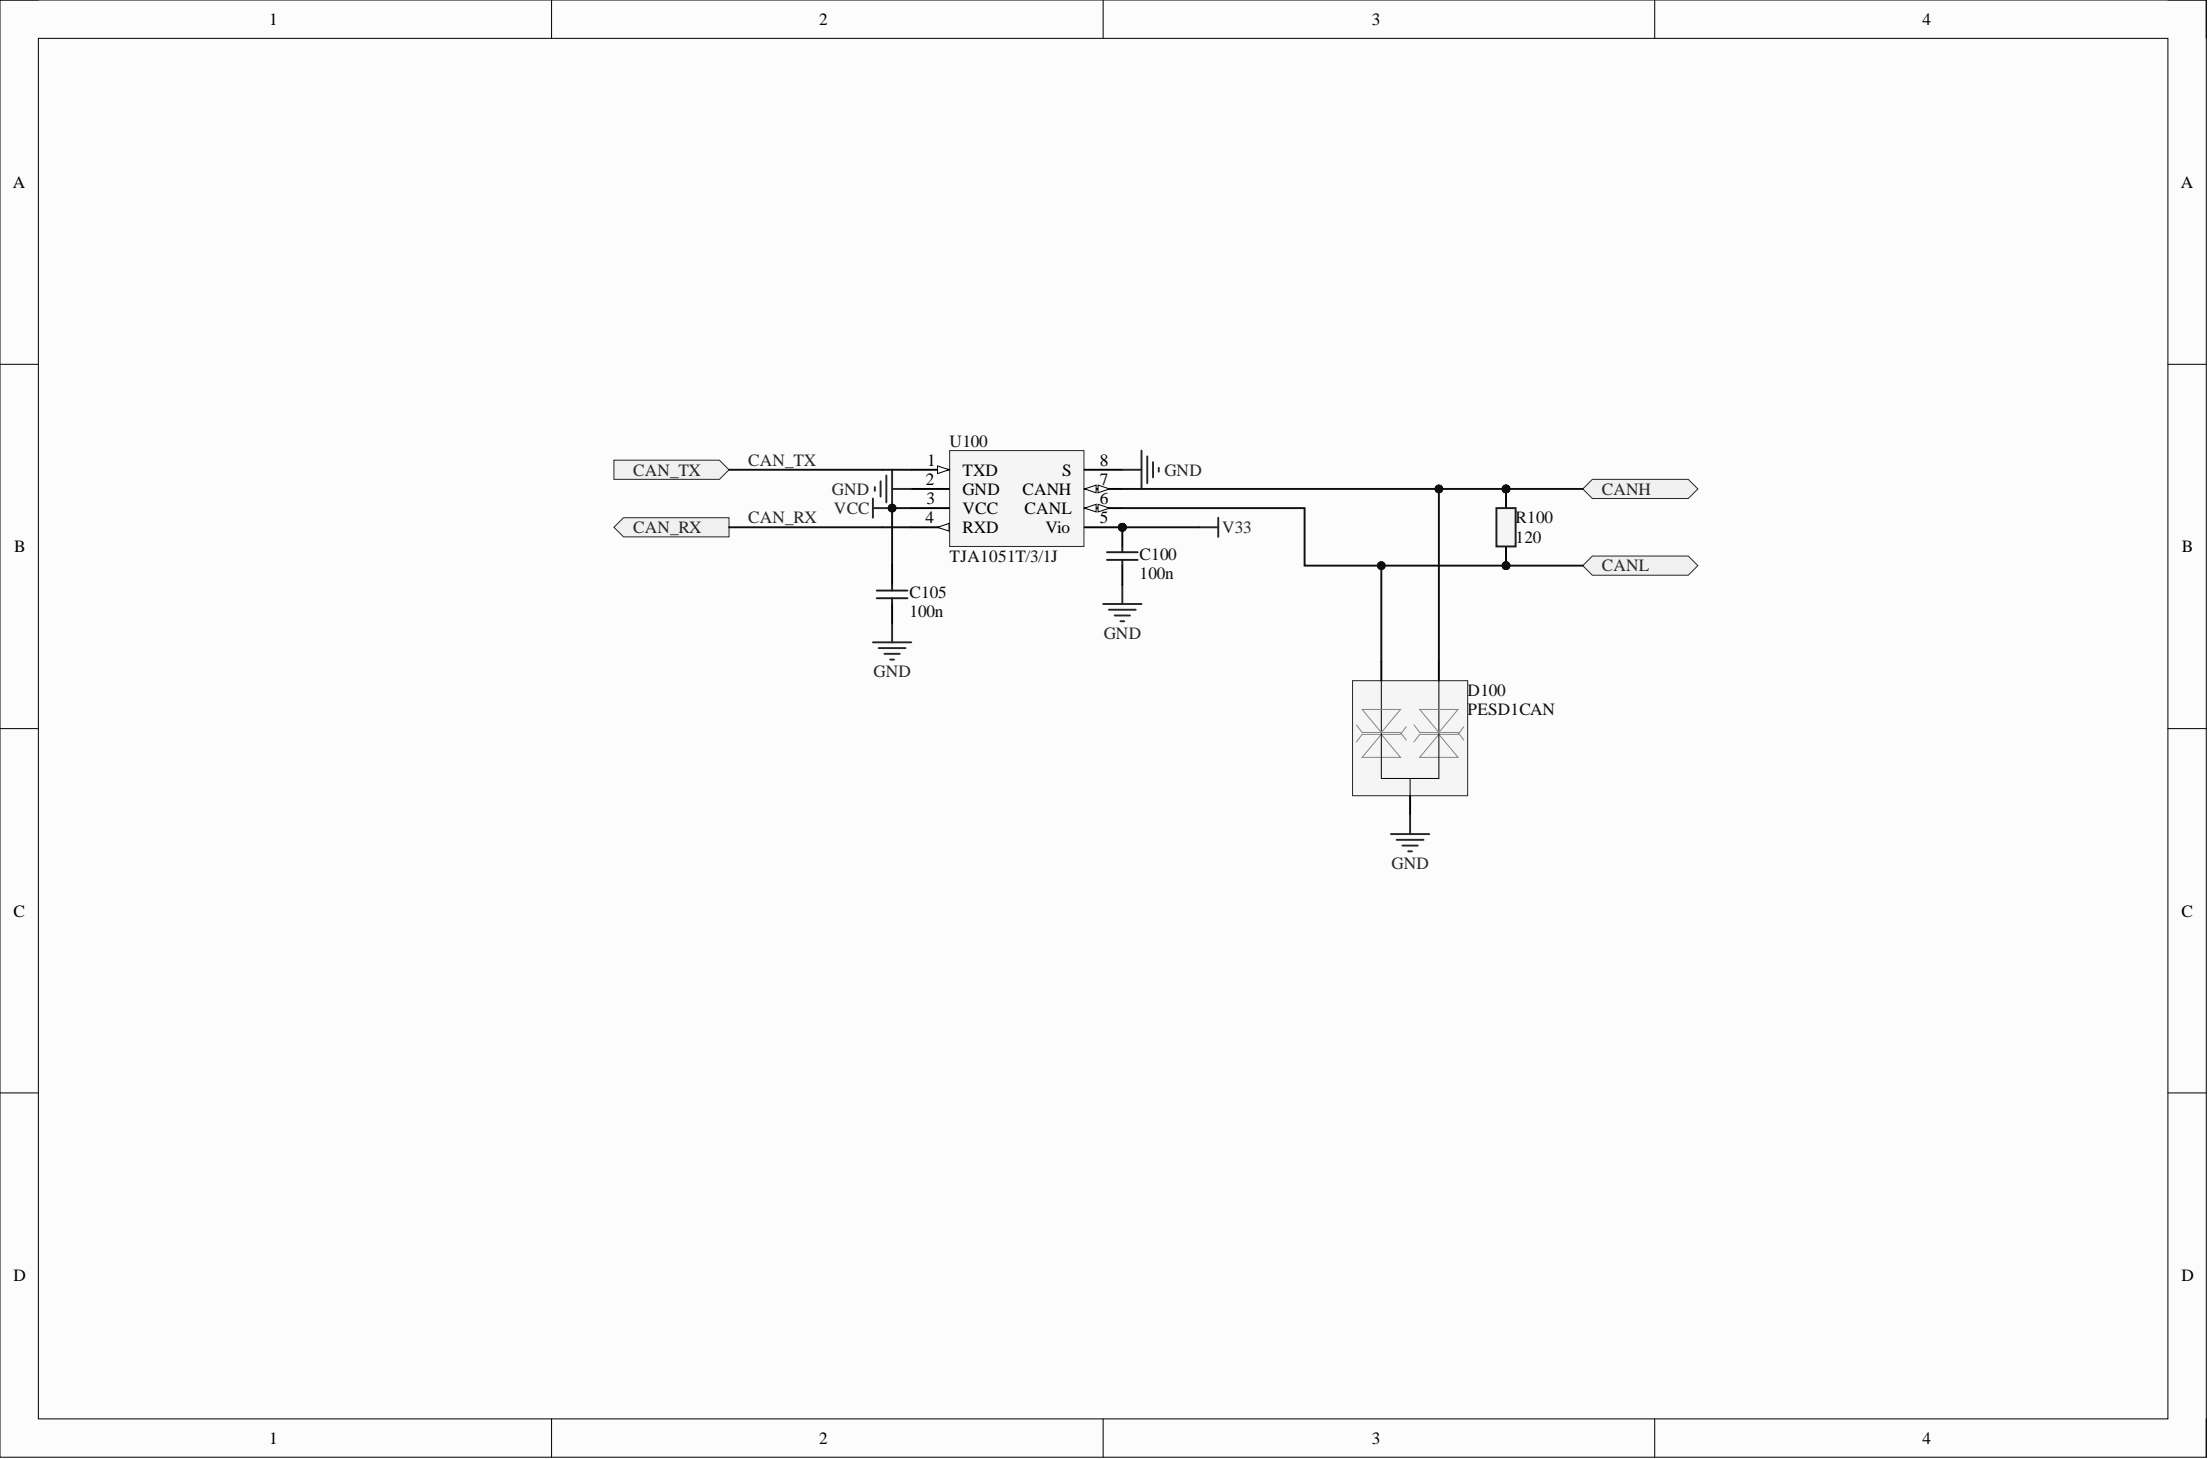 1 2 3 4
A A
U100
CAN_TX CAN_TX 1 TXD S 8 GND
GND 2 GND CANH 7 CANH
VCC 3 VCC CANL 6
CAN_RX CAN_RX 4 RXD Vio 5 V33
R100
120
B B
TJA1051T/3/1J
C100
100n
CANL
C105
100n
GND
GND
D100
PESD1CAN
GND
C C
D D
1 2 3 4